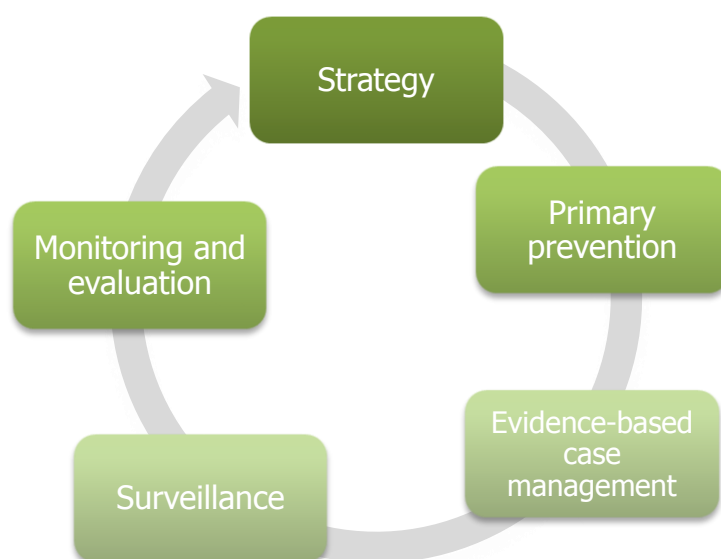 Strategy
Primary
prevention
Evidence-based
case
management
Surveillance
Monitoring and
evaluation